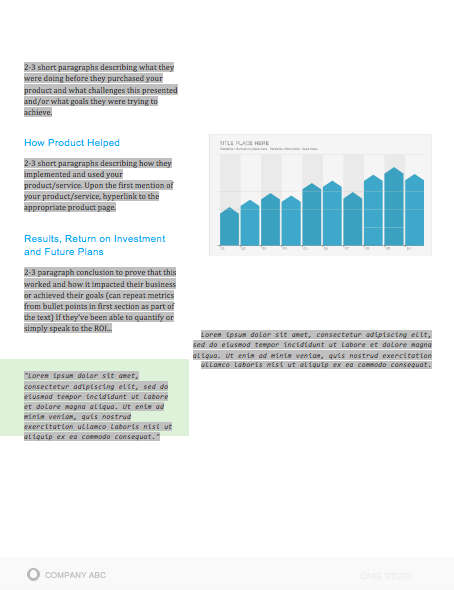 2-3 short paragraphs describing what they
were doing before they purchased your
product and what challenges this presented
and/or what goals they were trying to
achieve.
How Product Helped
2-3 short paragraphs describing how they
implemented and used your
product/service. Upon the first mention of
your product/service, hyperlink to the
appropriate product page.
Results, Return on Investment
and Future Plans
2-3 paragraph conclusion to prove that this
worked and how it impacted their business
or achieved their goals (can repeat metrics
from bullet points in first section as part of
the text) If they've been able to quantify or
simply speak to the ROI...
"Lorem ipsum dolor sit amet,
consectetur adipiscing elit, sed do
eiusmod tempor incididunt ut labore
et dolore magna aliqua. Ut enim ad
minim veniam, quis nostrud
exercitation ullamco laboris nisi ut
aliquip ex ea commodo consequat."
TITLE PLACE HERE
Lorem ipsum dolor sit amet, consectetur adipiscing elit,
sed do eiusmod tempor incididunt ut labore et dolore magna
aliqua. Ut enim ad minim veniam, quis nostrud exercitation
ullamco laboris nisi ut aliquip ex ea commodo consequat.
COMPANY ABC
CASE STUDY